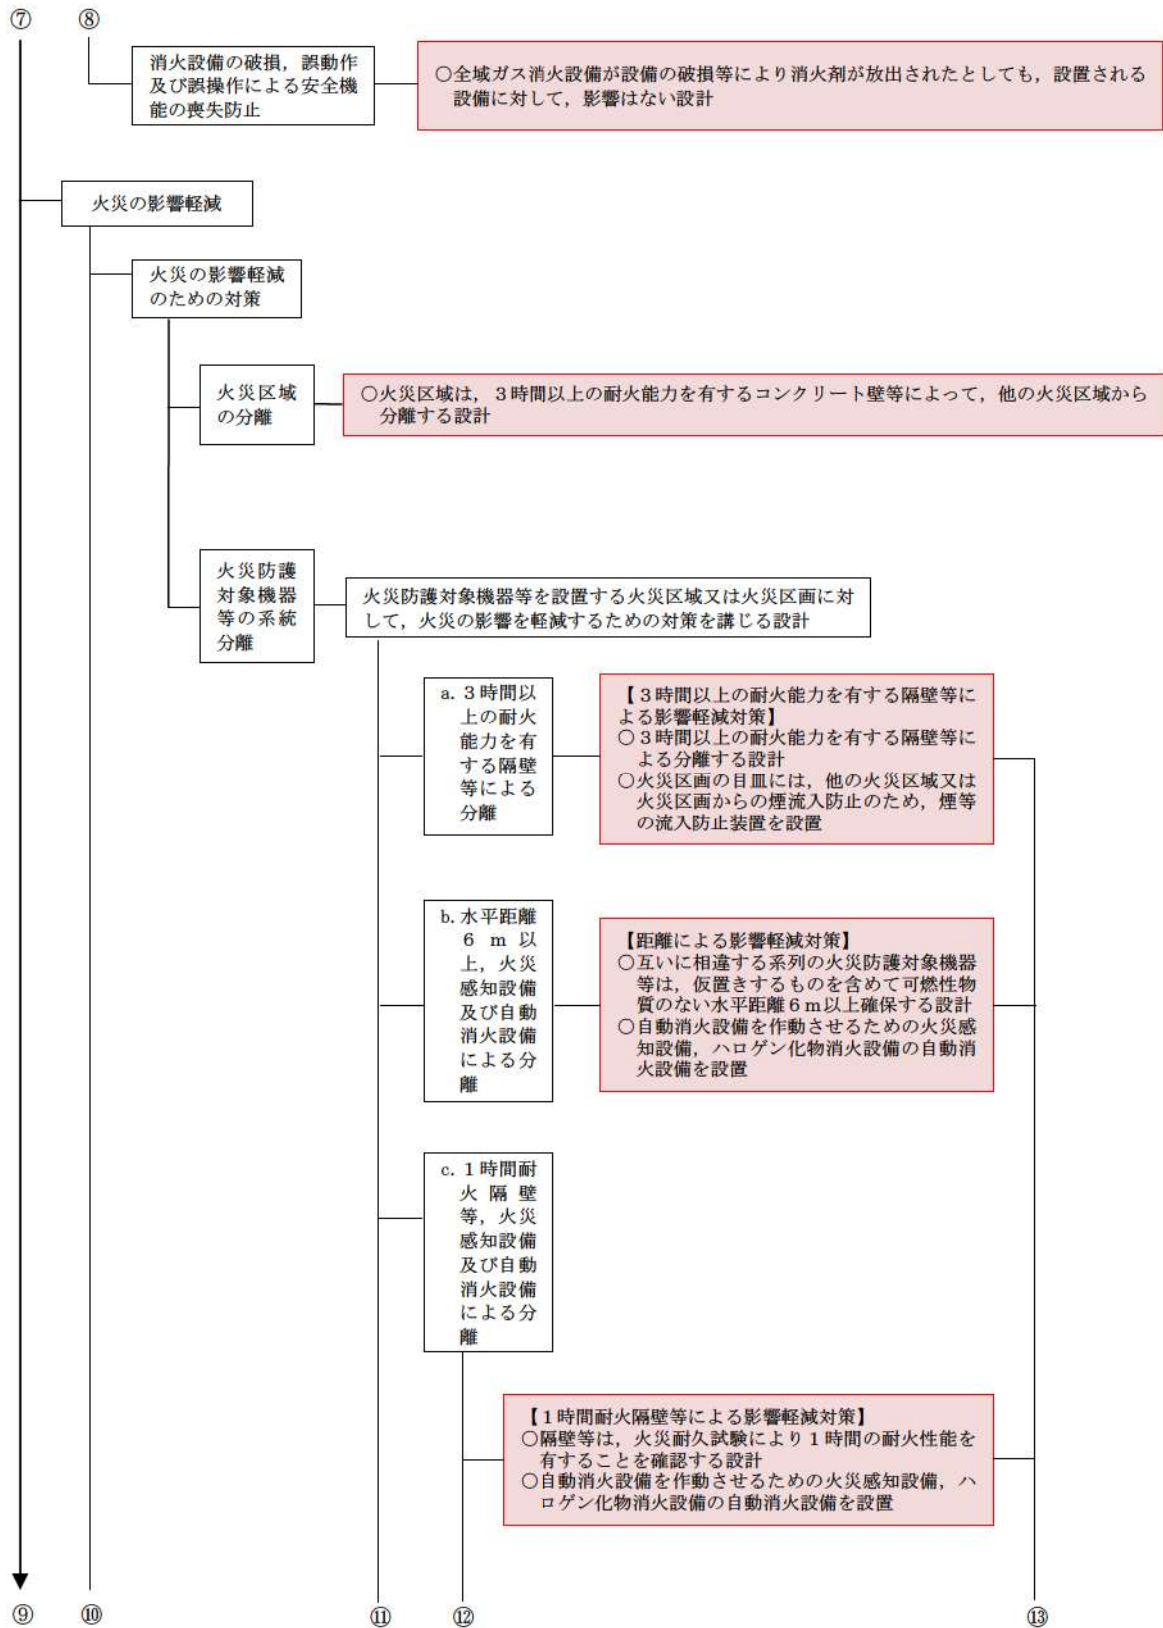 ⑦
⑧
消火設備の破損，誤動作
及び誤操作による安全機
能の喪失防止
○全域ガス消火設備が設備の破損等により消火剤が放出されたとしても，設置される
設備に対して，影響はない設計
火災の影響軽減
火災の影響軽減
のための対策
火災区域
の分離
○火災区域は，３時間以上の耐火能力を有するコンクリート壁等によって，他の火災区域から
分離する設計
火災防護
対象機器
等の系統
分離
火災防護対象機器等を設置する火災区域又は火災区画に対
して，火災の影響を軽減するための対策を講じる設計
a. ３時間以
上の耐火
能力を有
する隔壁
等による
分離
【３時間以上の耐火能力を有する隔壁等に
よる影響軽減対策】
○３時間以上の耐火能力を有する隔壁等に
よる分離する設計
○火災区画の目皿には，他の火災区域又は
火災区画からの煙流入防止のため，煙等
の流入防止装置を設置
b. 水平距離
６ｍ以
上，火災
感知設備
及び自動
消火設備
による分
離
【距離による影響軽減対策】
○互いに相違する系列の火災防護対象機器
等は，仮置きするものを含めて可燃性物
質のない水平距離６ｍ以上確保する設計
○自動消火設備を作動させるための火災感
知設備，ハロゲン化物消火設備の自動消
火設備を設置
c. １時間耐
火隔壁
等，火災
感知設備
及び自動
消火設備
による分
離
【１時間耐火隔壁等による影響軽減対策】
○隔壁等は，火災耐久試験により１時間の耐火性能を
有することを確認する設計
○自動消火設備を作動させるための火災感知設備，ハ
ロゲン化物消火設備の自動消火設備を設置
⑨
⑩
⑪
⑫
⑬